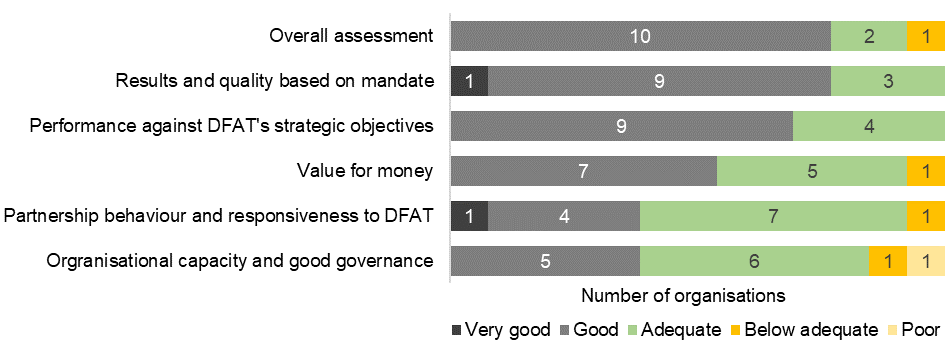 Overall assessment 10 2 1
Results and quality based on mandate 1 9 3
Performance against DFAT's strategic objectives 9 4
Value for money 7 5 1
Partnership behaviour and responsiveness to DFAT 1 4 7 1
Orgranisational capacity and good governance 5 6 1 1
Number of organisations
Very good Good Adequate Below adequate Poor